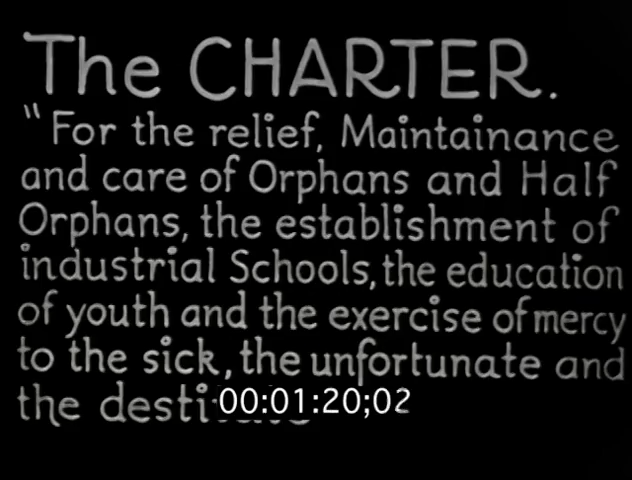 The CHARTER.
"For the relief, Maintainance
and care of Orphans and Half
Orphans, the establishment of
industrial Schools, the education
of youth and the exercise of mercy
to the sick, the unfortunate and
the
00:01:20;02